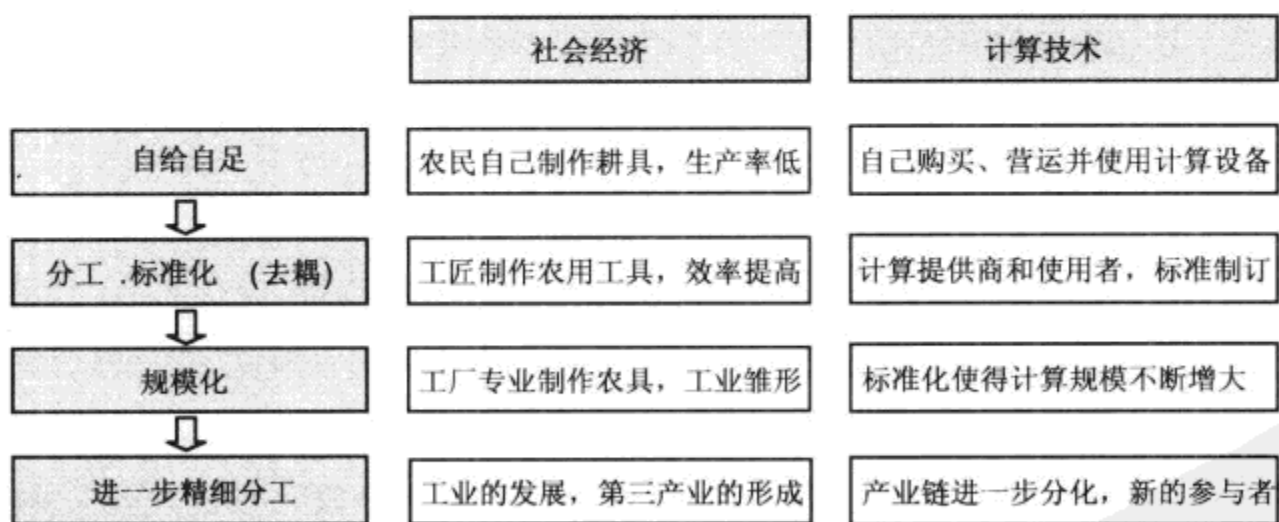 社会经济
计算技术
自给自足
农民自己制作耕具，生产率低
自己购买、营运并使用计算设备
分工.标准化 (去耦)
工匠制作农用工具，效率提高
计算提供商和使用者，标准制订
规模化
工厂专业制作农具，工业雏形
标准化使得计算规模不断增大
进一步精细分工
工业的发展，第三产业的形成
产业链进一步分化，新的参与者